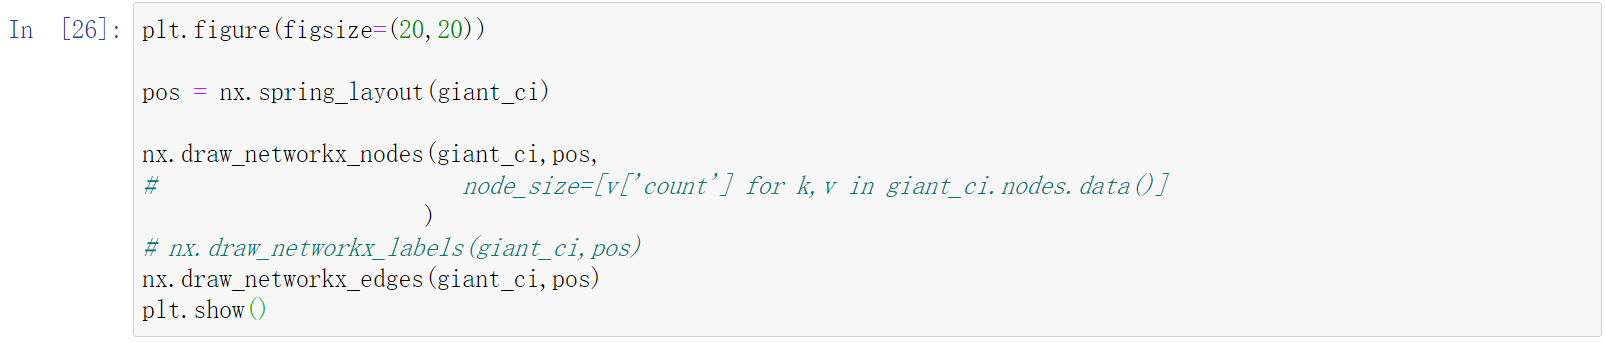 In [26]: plt.figure(figsize=(20,20))
pos = nx.spring_layout(giant_ci)
nx.draw_networkx_nodes(giant_ci,pos,
#                        node_size=[v['count'] for k,v in giant_ci.nodes.data()]
                      )
# nx.draw_networkx_labels(giant_ci,pos)
nx.draw_networkx_edges(giant_ci,pos)
plt.show()